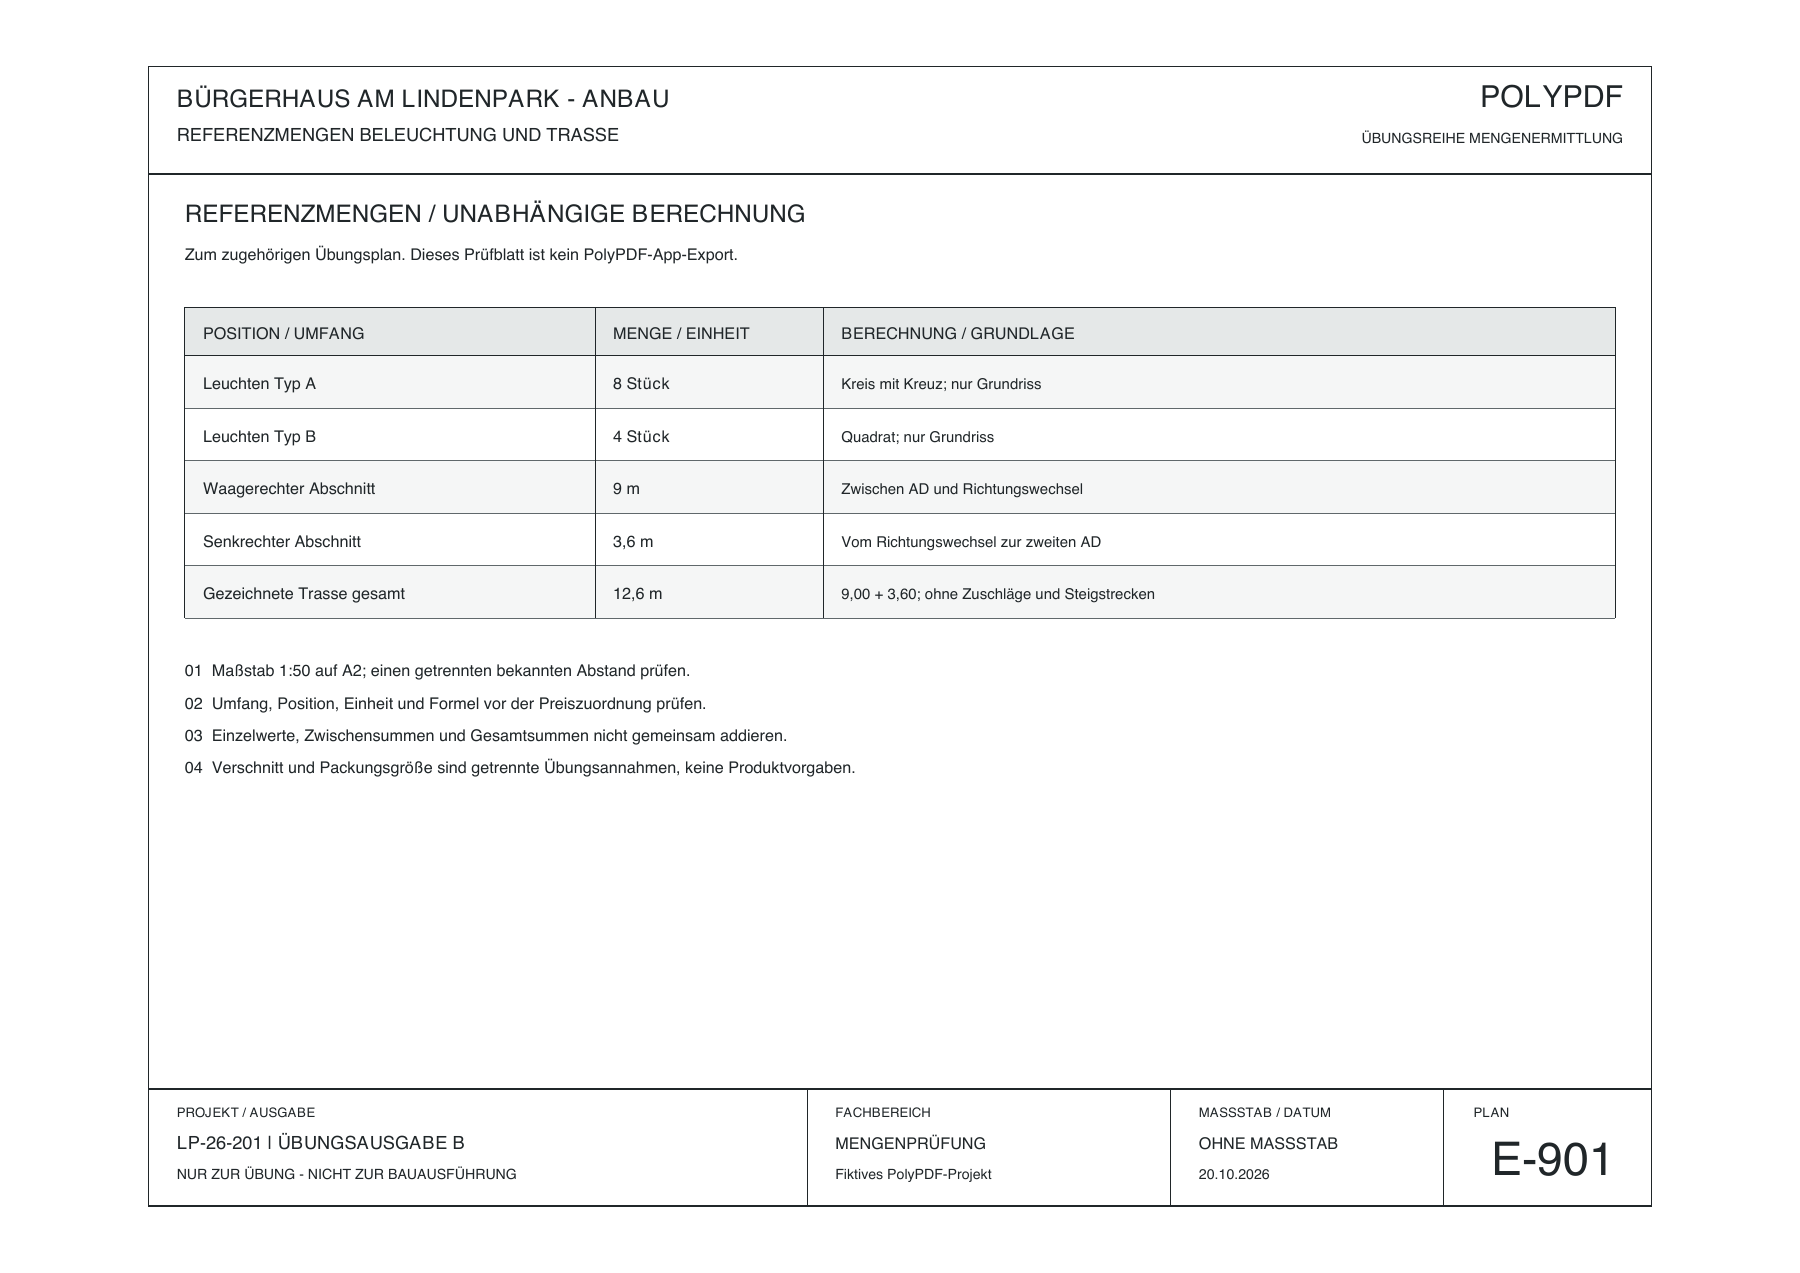 BÜRGERHAUS AM LINDENPARK - ANBAU
REFERENZMENGEN BELEUCHTUNG UND TRASSE
POLYPDF
ÜBUNGSREIHE MENGENERMITTLUNG
REFERENZMENGEN / UNABHÄNGIGE BERECHNUNG
Zum zugehörigen Übungsplan. Dieses Prüfblatt ist kein PolyPDF-App-Export.
POSITION / UMFANG MENGE / EINHEIT BERECHNUNG / GRUNDLAGE
Leuchten Typ A 8 Stück Kreis mit Kreuz; nur Grundriss
Leuchten Typ B 4 Stück Quadrat; nur Grundriss
Waagerechter Abschnitt 9 m Zwischen AD und Richtungswechsel
Senkrechter Abschnitt 3,6 m Vom Richtungswechsel zur zweiten AD
Gezeichnete Trasse gesamt 12,6 m 9,00 + 3,60; ohne Zuschläge und Steigstrecken
01 Maßstab 1:50 auf A2; einen getrennten bekannten Abstand prüfen.
02 Umfang, Position, Einheit und Formel vor der Preiszuordnung prüfen.
03 Einzelwerte, Zwischensummen und Gesamtsummen nicht gemeinsam addieren.
04 Verschnitt und Packungsgröße sind getrennte Übungsannahmen, keine Produktvorgaben.
PROJEKT / AUSGABE
LP-26-201 | ÜBUNGSAUSGABE B
NUR ZUR ÜBUNG - NICHT ZUR BAUAUSFÜHRUNG
FACHBEREICH
MENGENPRÜFUNG
Fiktives PolyPDF-Projekt
MASSSTAB / DATUM
OHNE MASSSTAB
20.10.2026
PLAN
E-901